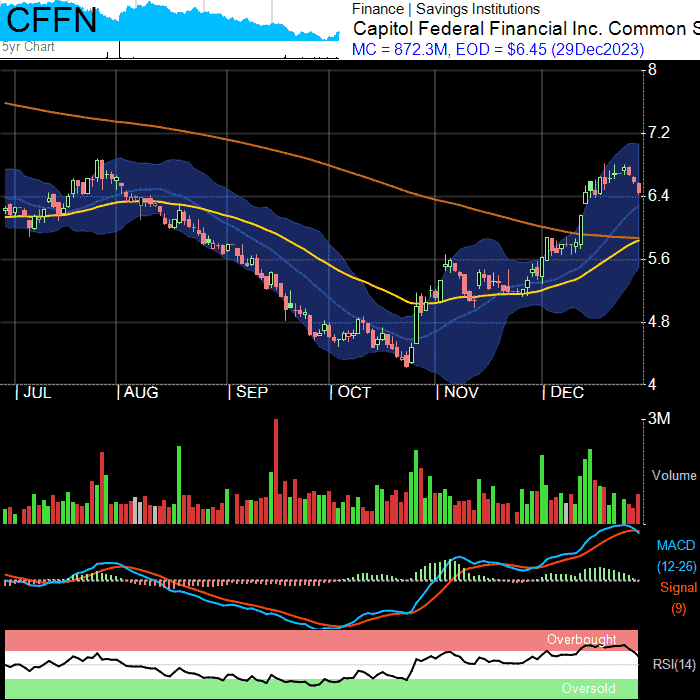 CFFN
5yr Chart
Finance | Savings Institutions
Capitol Federal Financial Inc. Common S
MC = 872.3M, EOD = $6.45 (29Dec2023)
8
7.2
6.4
5.6
4.8
4
JUL AUG SEP OCT NOV DEC
3M
Volume
MACD
(12-26)
Signal
(9)
Overbought
RSI(14)
Oversold